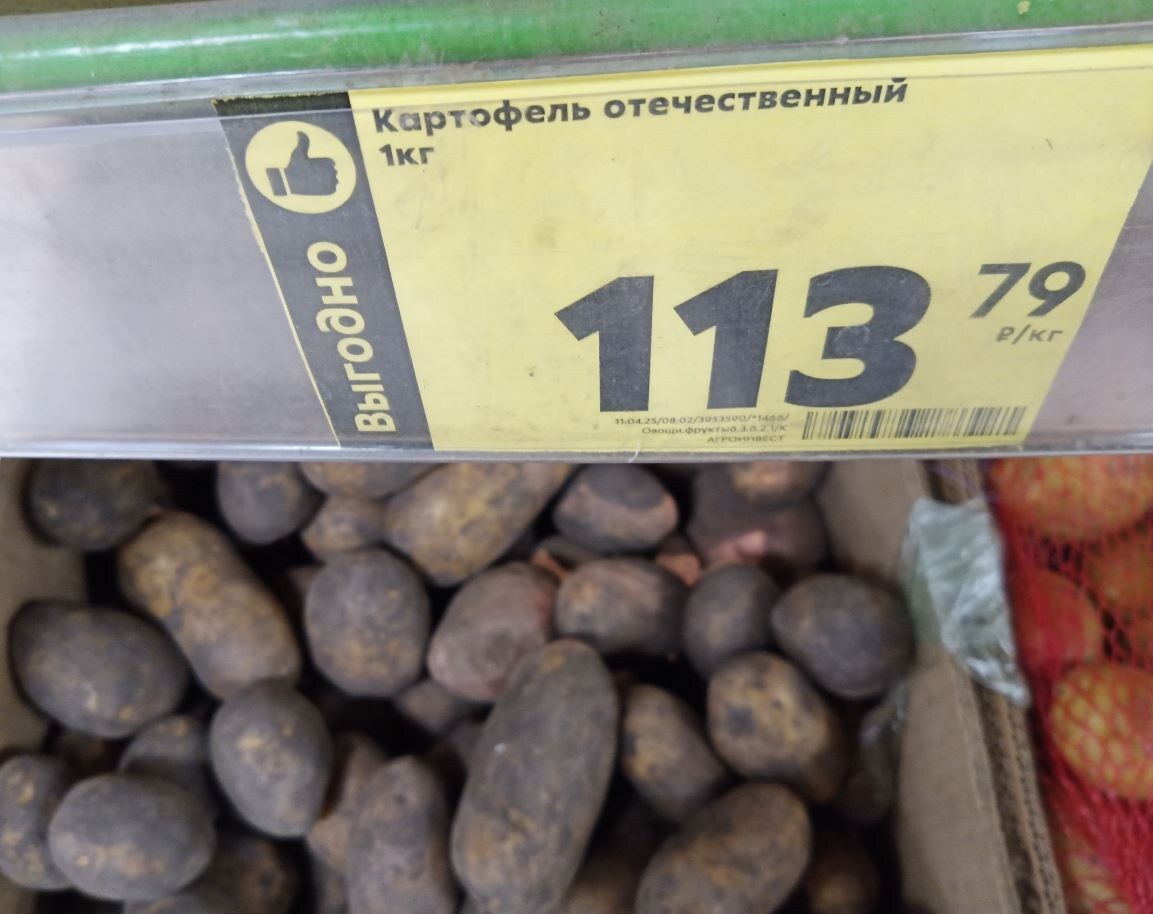 Картофель отечественный
1кг
Выгодно
113 79
₽/кг
11.04.25/08:02/3953590/*1466/
Овощи.фрукты6.3.0.2.1/К
АГРОИНВЕСТ